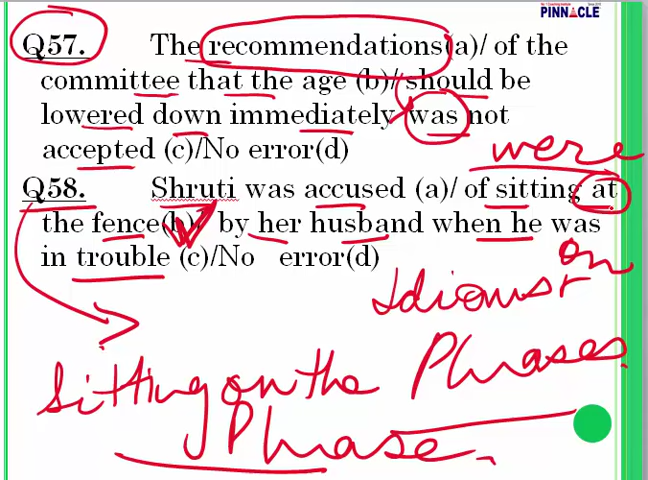 PINNACLE
Q57. The recommendations(a)/ of the
committee that the age (b)/ should be
lowered down immediately was not
accepted (c)/No error(d)
were
Q58. Shruti was accused (a)/ of sitting at
the fence(b)/ by her husband when he was
in trouble (c)/No error(d)
on
Idioms &
Phrases
Sitting on the
Phrase